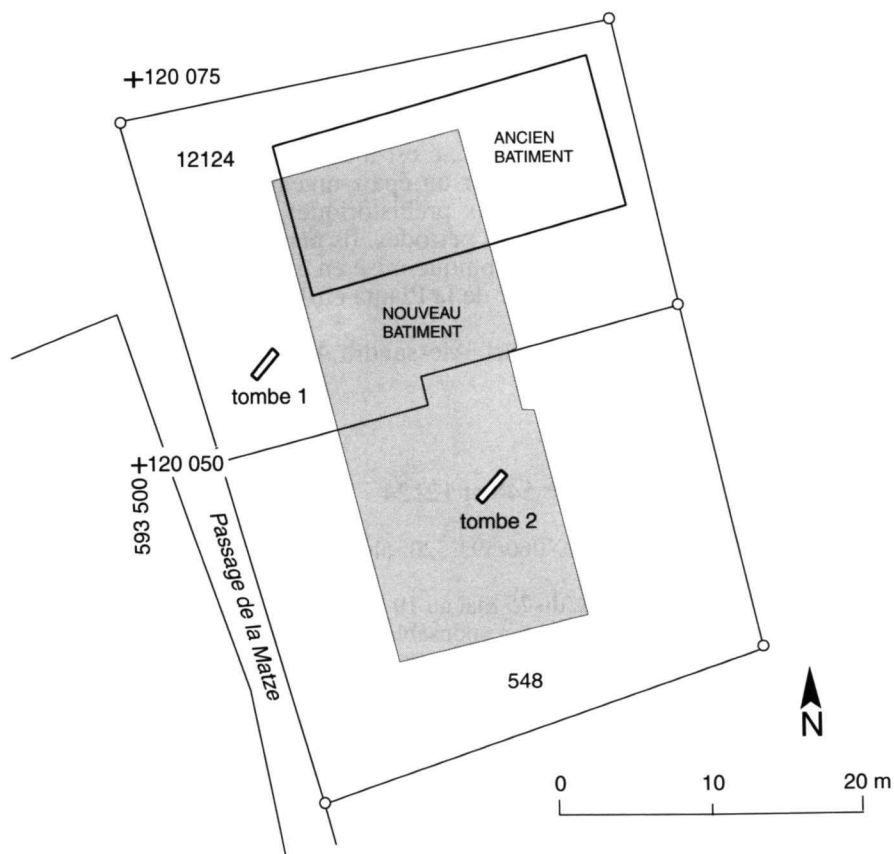 +120 075
12124
ANCIEN
BATIMENT
NOUVEAU
BATIMENT
tombe 1
+120 050
593 500
Passage de la Matze
tombe 2
548
N
0 10 20 m